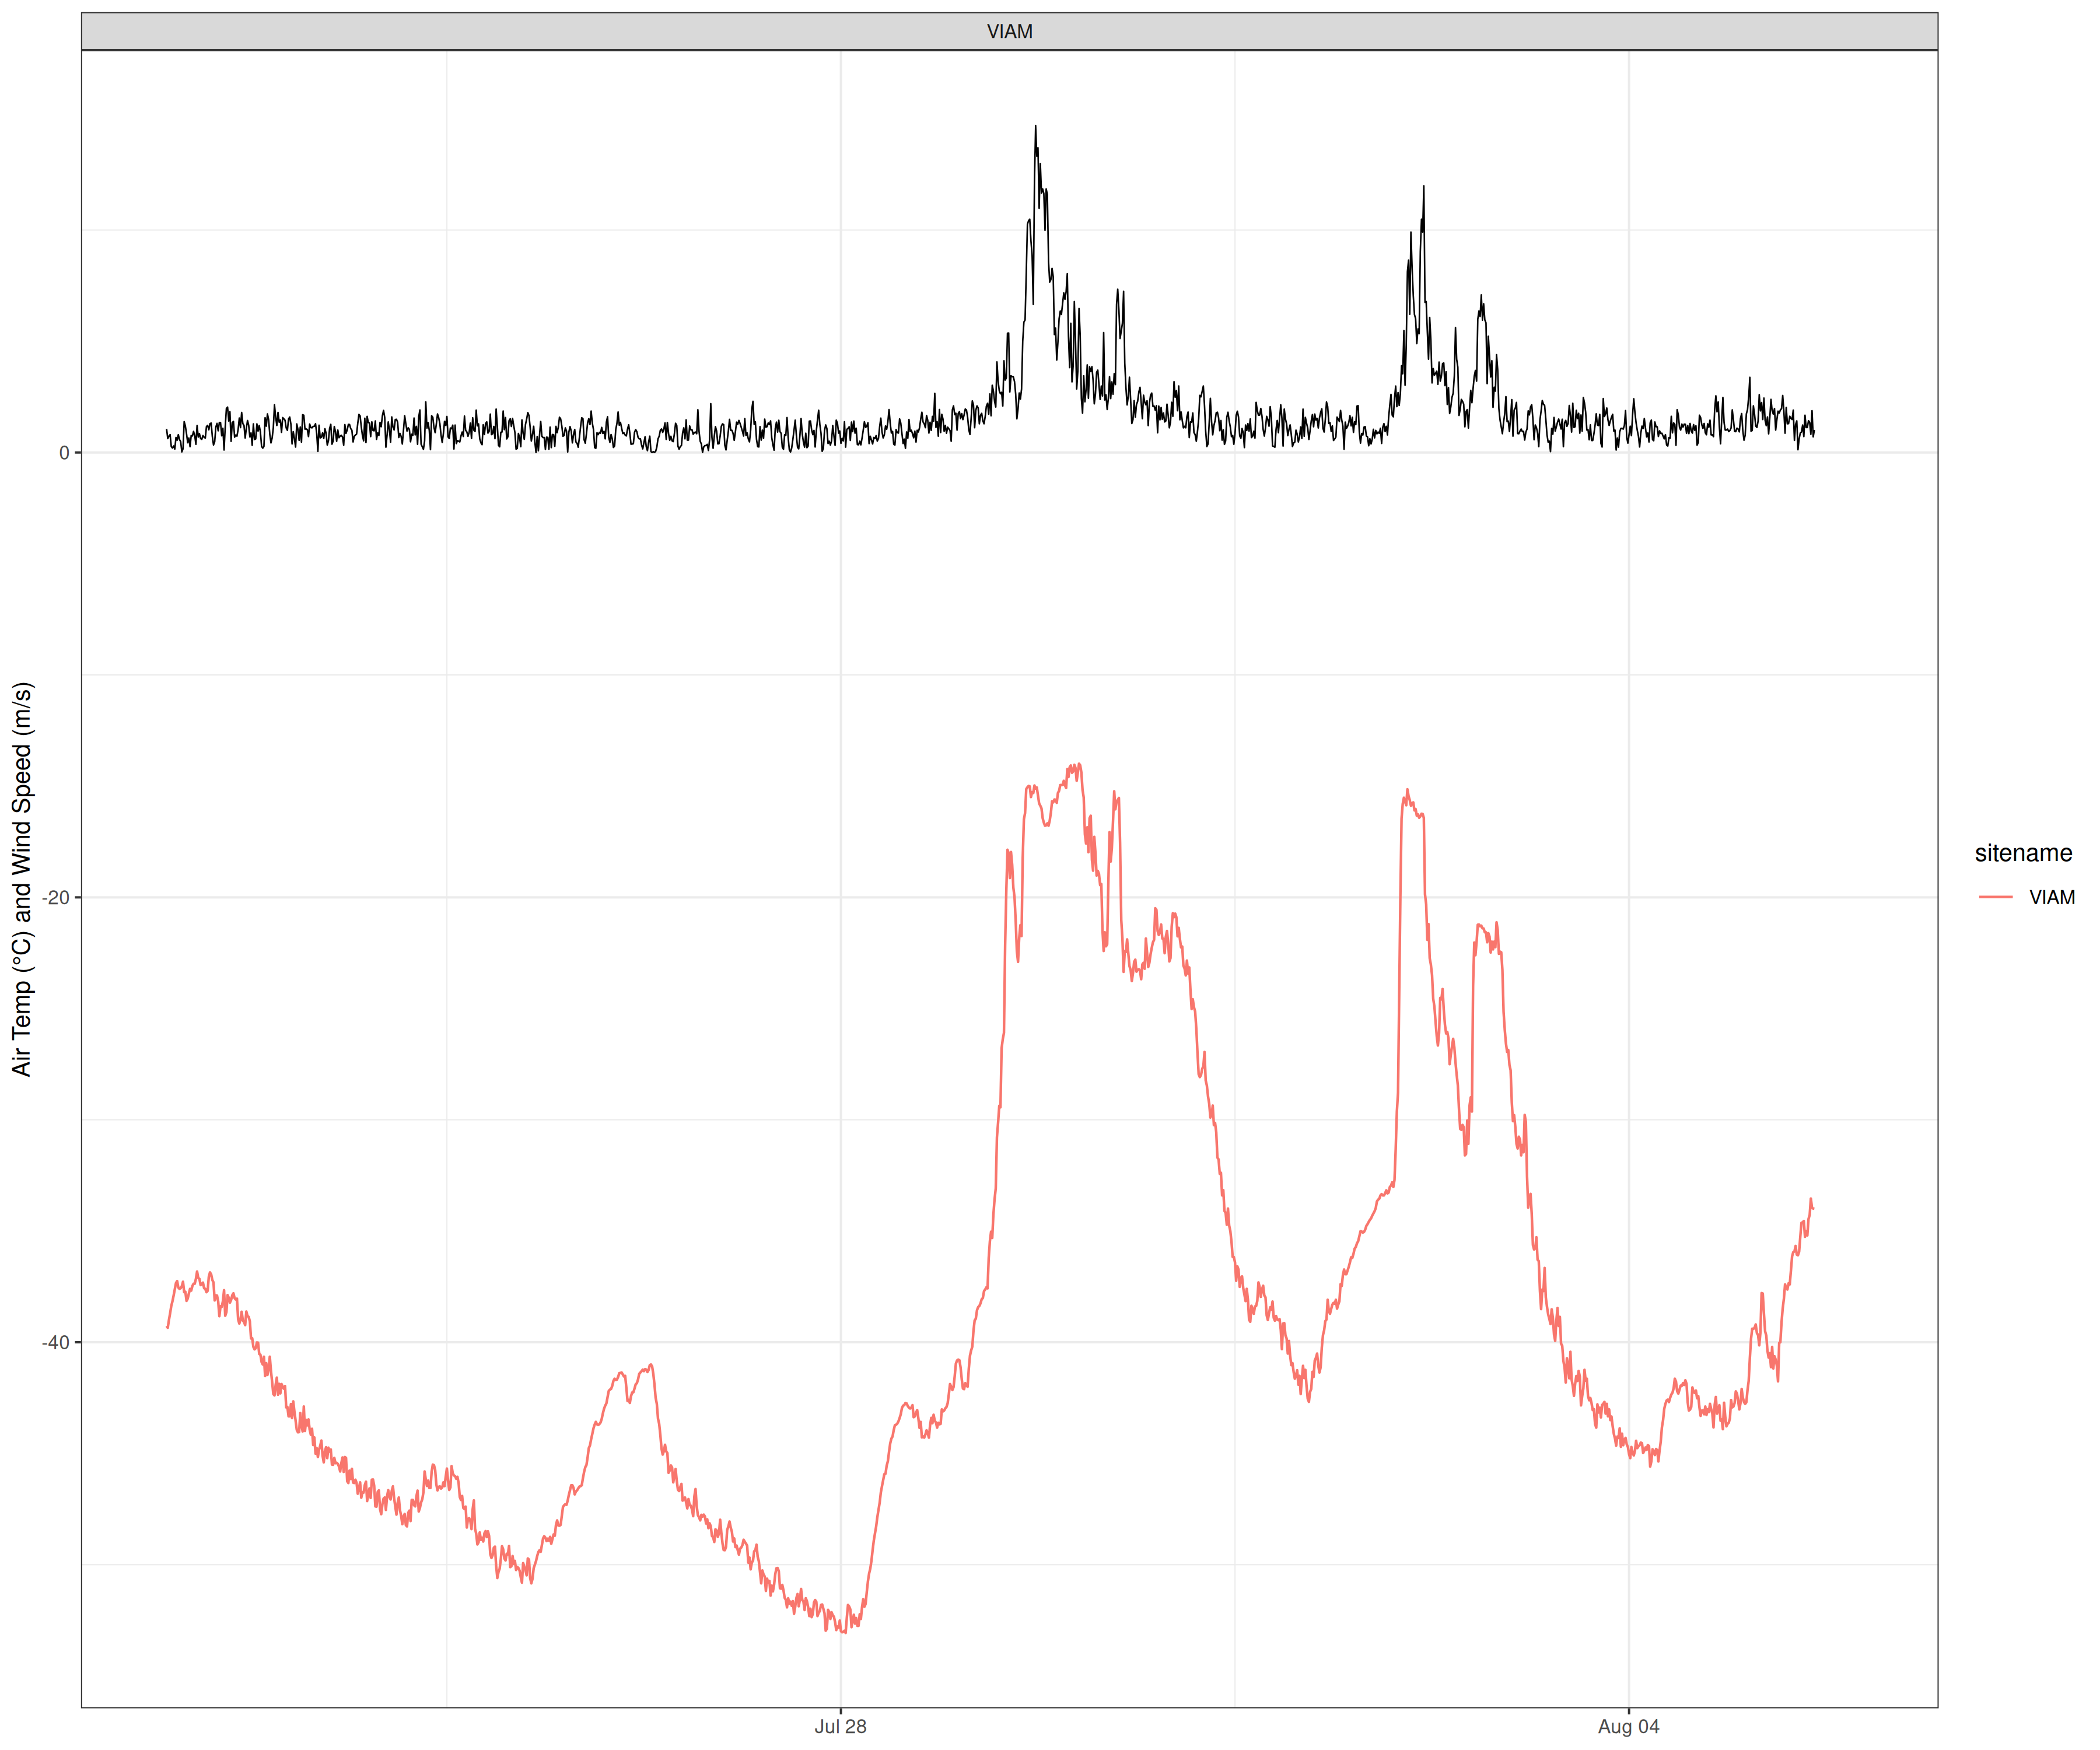 VIAM
Air Temp (°C) and Wind Speed (m/s)
0
-20
-40
Jul 28
Aug 04
sitename
VIAM